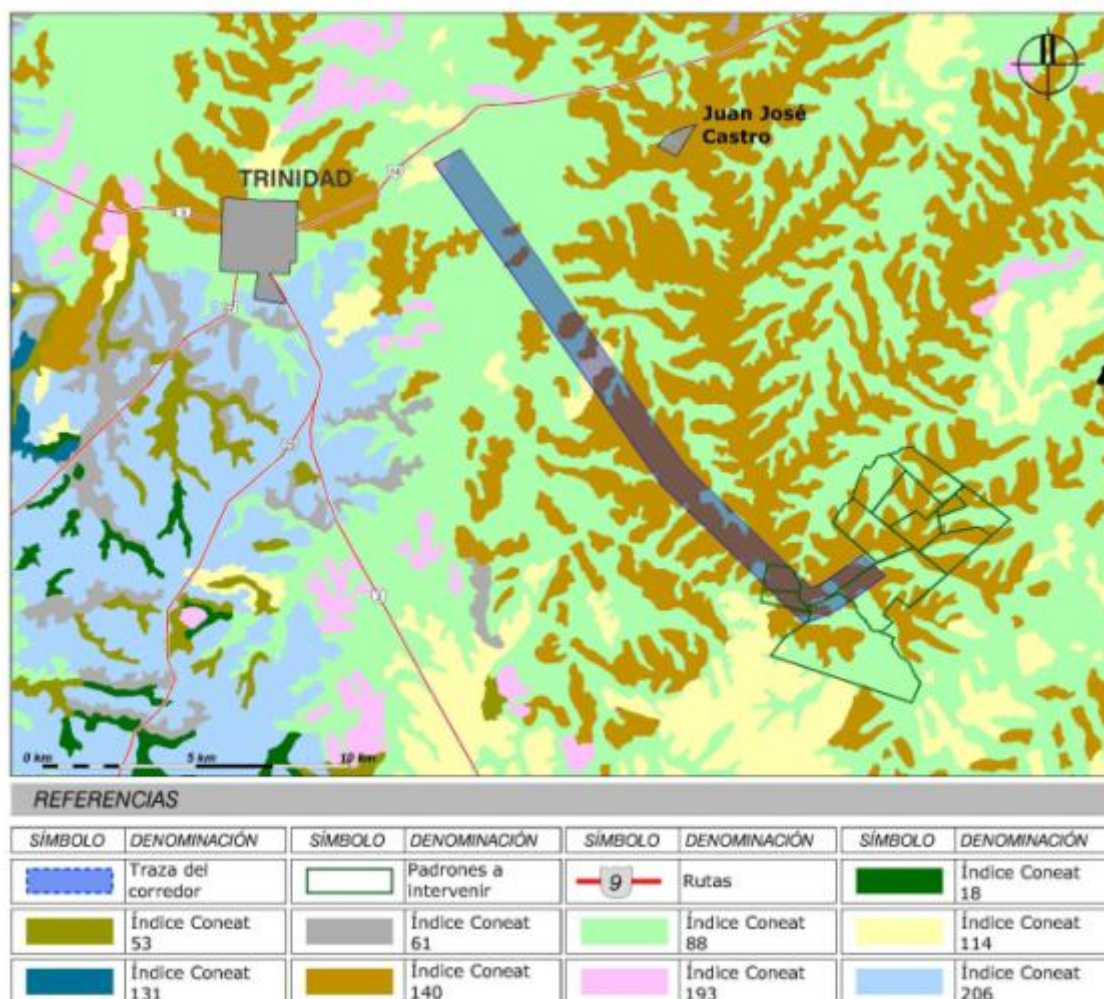 Juan José
Castro
TRINIDAD
0 km
5 km
10 km
REFERENCIAS
SÍMBOLO DENOMINACIÓN SÍMBOLO DENOMINACIÓN SÍMBOLO DENOMINACIÓN SÍMBOLO DENOMINACIÓN
Traza del
corredor
Padrones a
intervenir
9
Rutas
Índice Coneat
18
Índice Coneat
53
Índice Coneat
61
Índice Coneat
88
Índice Coneat
114
Índice Coneat
131
Índice Coneat
140
Índice Coneat
193
Índice Coneat
206